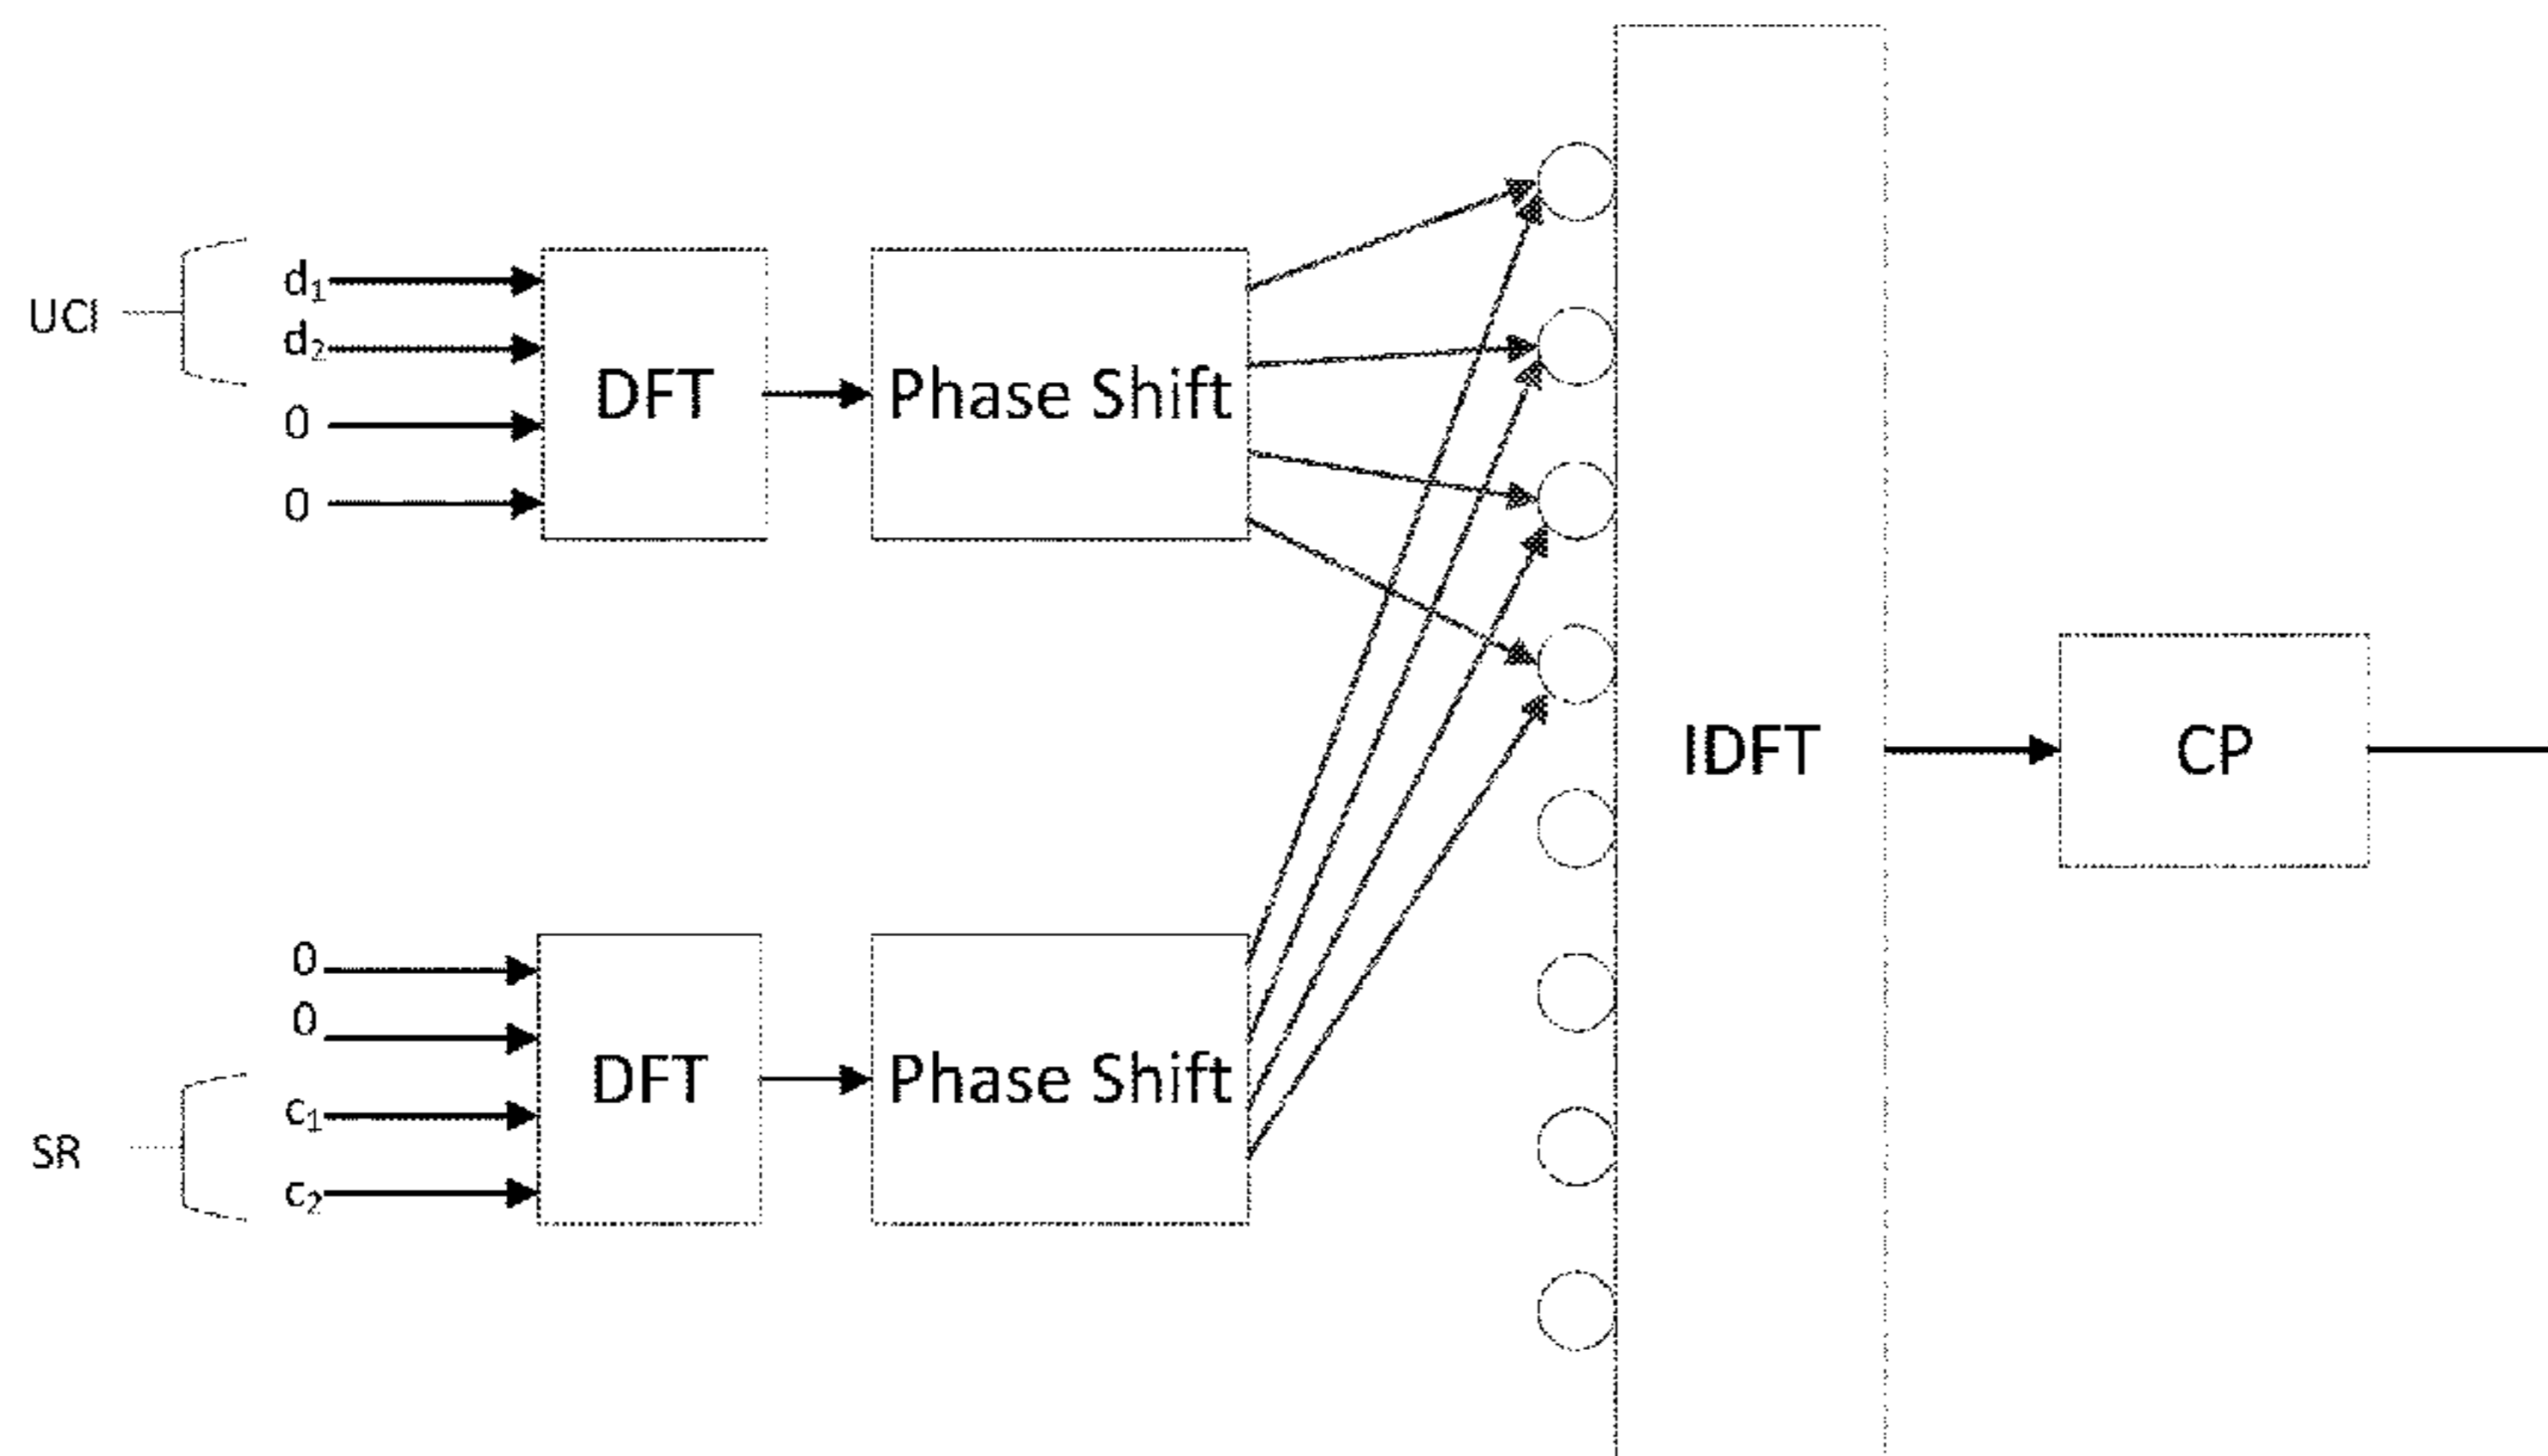 UCI
d₁
d₂
0
0
DFT
Phase Shift
IDFT
CP
0
0
SR
c₁
c₂
DFT
Phase Shift